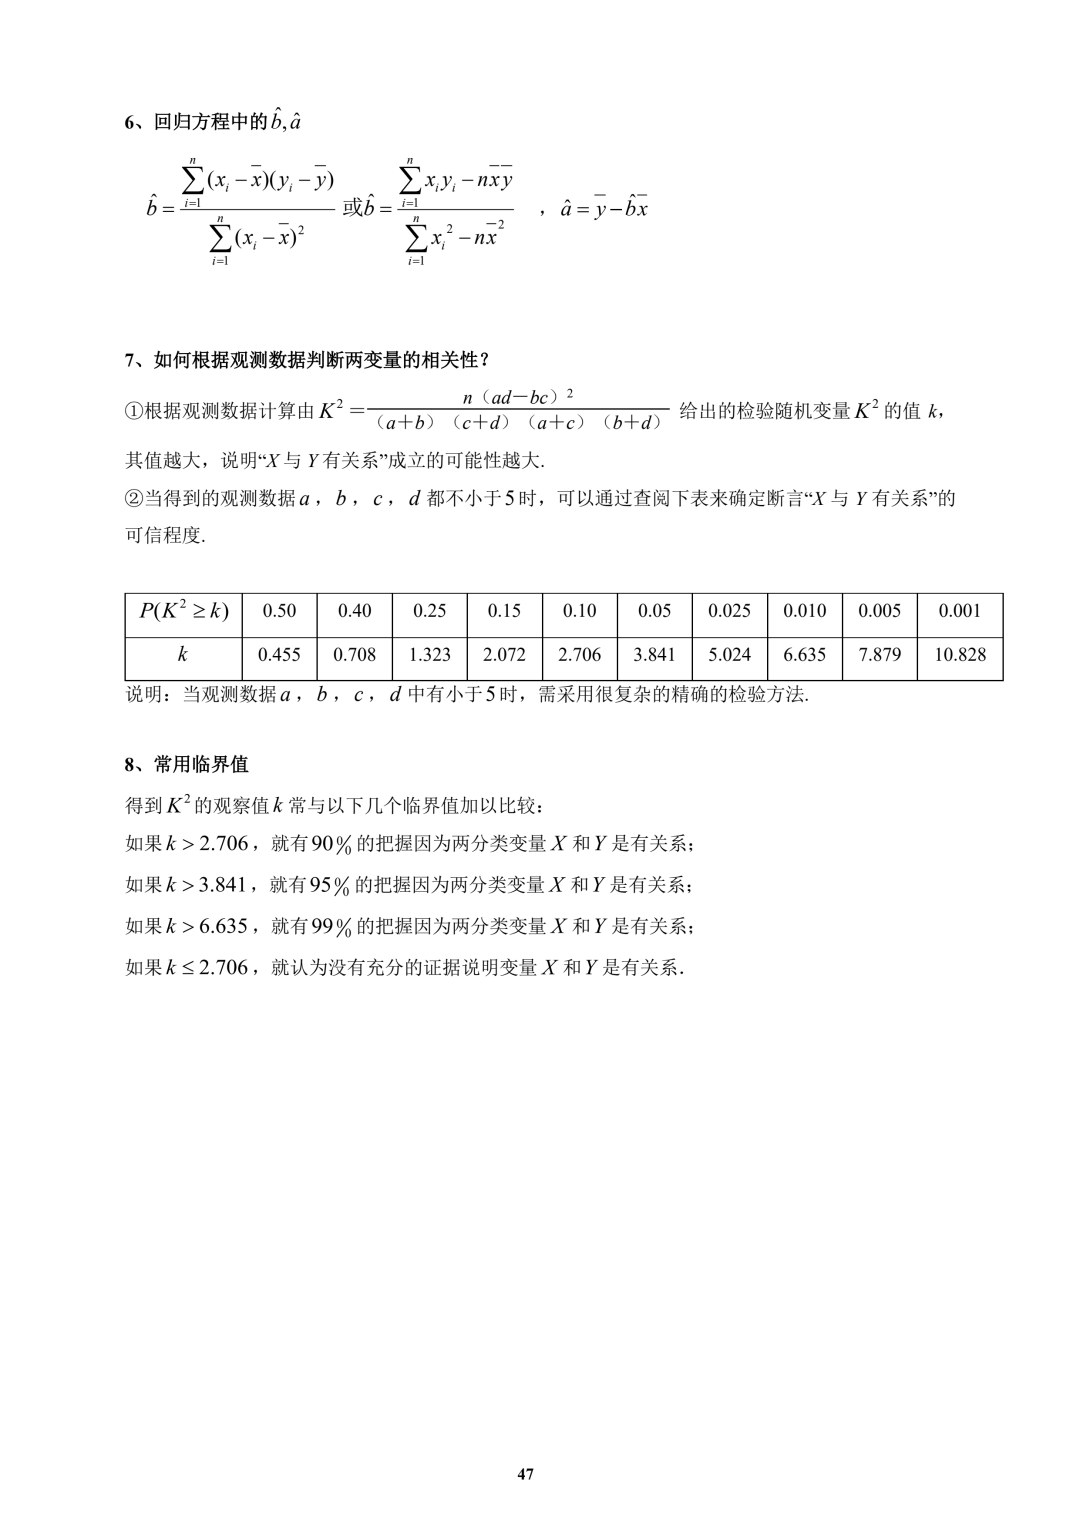 6、回归方程中的 $\hat{b},\hat{a}$
$\hat{b}=\dfrac{\sum_{i=1}^{n}(x_i-\overline{x})(y_i-\overline{y})}{\sum_{i=1}^{n}(x_i-\overline{x})^2}$ 或 $\hat{b}=\dfrac{\sum_{i=1}^{n}x_iy_i-n\overline{x}\,\overline{y}}{\sum_{i=1}^{n}x_i^2-n\overline{x}^2}$ ，$\hat{a}=\overline{y}-\hat{b}\overline{x}$
7、如何根据观测数据判断两变量的相关性？
①根据观测数据计算由 $K^2=\dfrac{n（ad－bc）^2}{（a＋b）（c＋d）（a＋c）（b＋d）}$ 给出的检验随机变量 $K^2$ 的值 k，
其值越大，说明“X 与 Y 有关系”成立的可能性越大.
②当得到的观测数据 a ，b ，c ，d 都不小于 5 时，可以通过查阅下表来确定断言“X 与 Y 有关系”的
可信程度.
$P(K^2\geq k)$ 0.50 0.40 0.25 0.15 0.10 0.05 0.025 0.010 0.005 0.001
k 0.455 0.708 1.323 2.072 2.706 3.841 5.024 6.635 7.879 10.828
说明：当观测数据 a ，b ，c ，d 中有小于 5 时，需采用很复杂的精确的检验方法.
8、常用临界值
得到 $K^2$ 的观察值 k 常与以下几个临界值加以比较：
如果 k > 2.706，就有 90% 的把握因为两分类变量 X 和 Y 是有关系；
如果 k > 3.841，就有 95% 的把握因为两分类变量 X 和 Y 是有关系；
如果 k > 6.635，就有 99% 的把握因为两分类变量 X 和 Y 是有关系；
如果 k ≤ 2.706，就认为没有充分的证据说明变量 X 和 Y 是有关系．
47